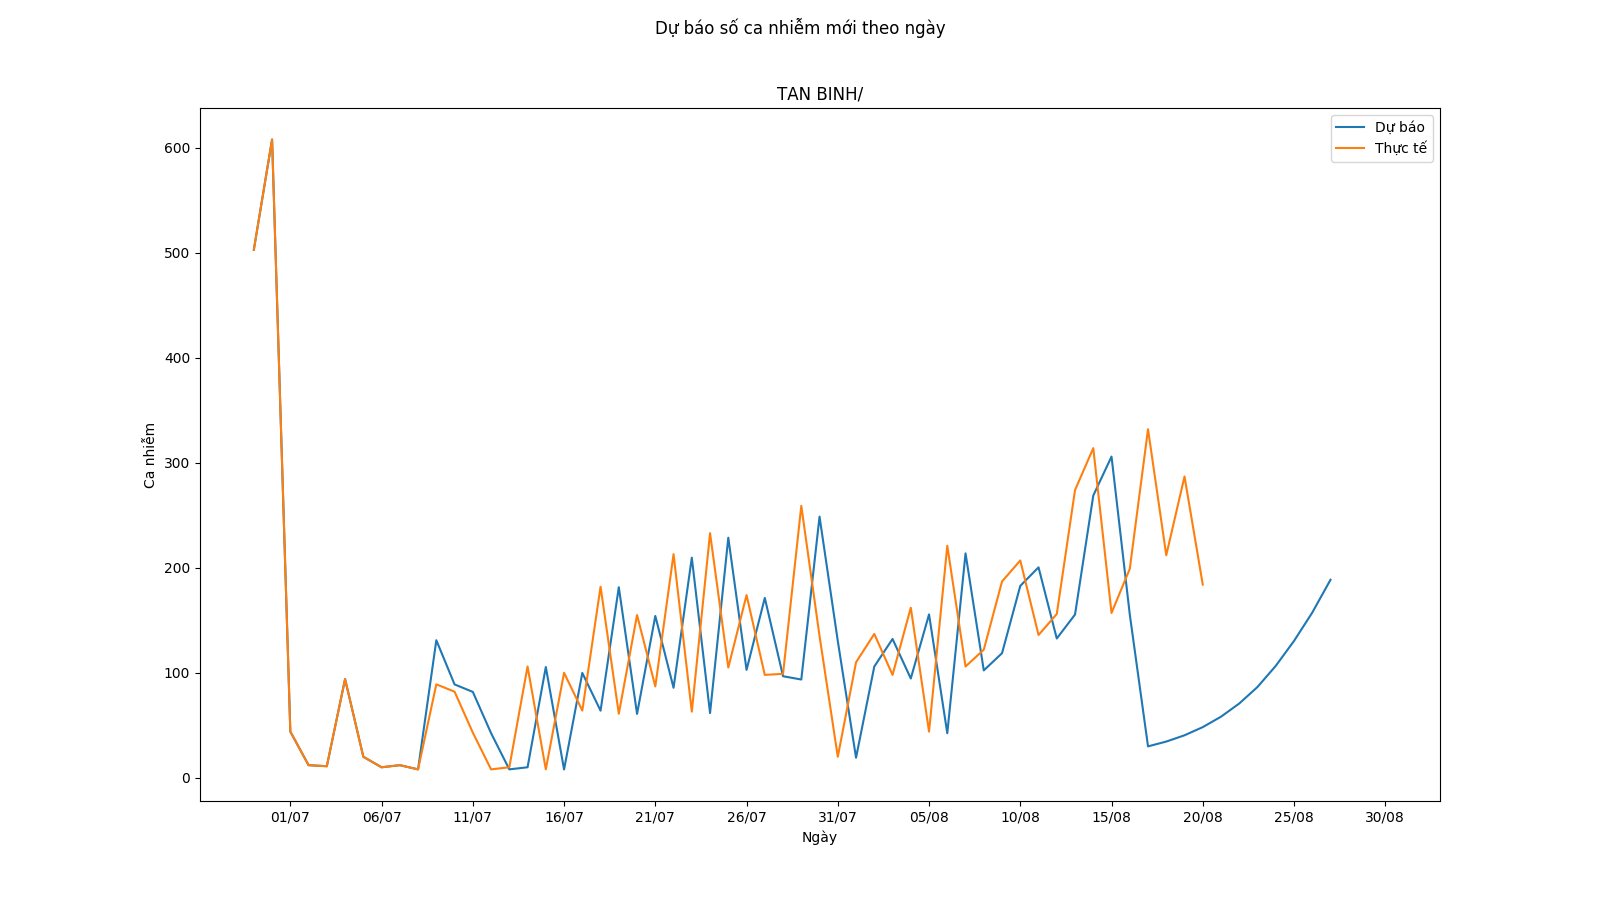 Dự báo số ca nhiễm mới theo ngày
TAN BINH/
Dự báo
Thực tế
600
500
400
300
200
100
0
Ca nhiễm
01/07 06/07 11/07 16/07 21/07 26/07 31/07 05/08 10/08 15/08 20/08 25/08 30/08
Ngày